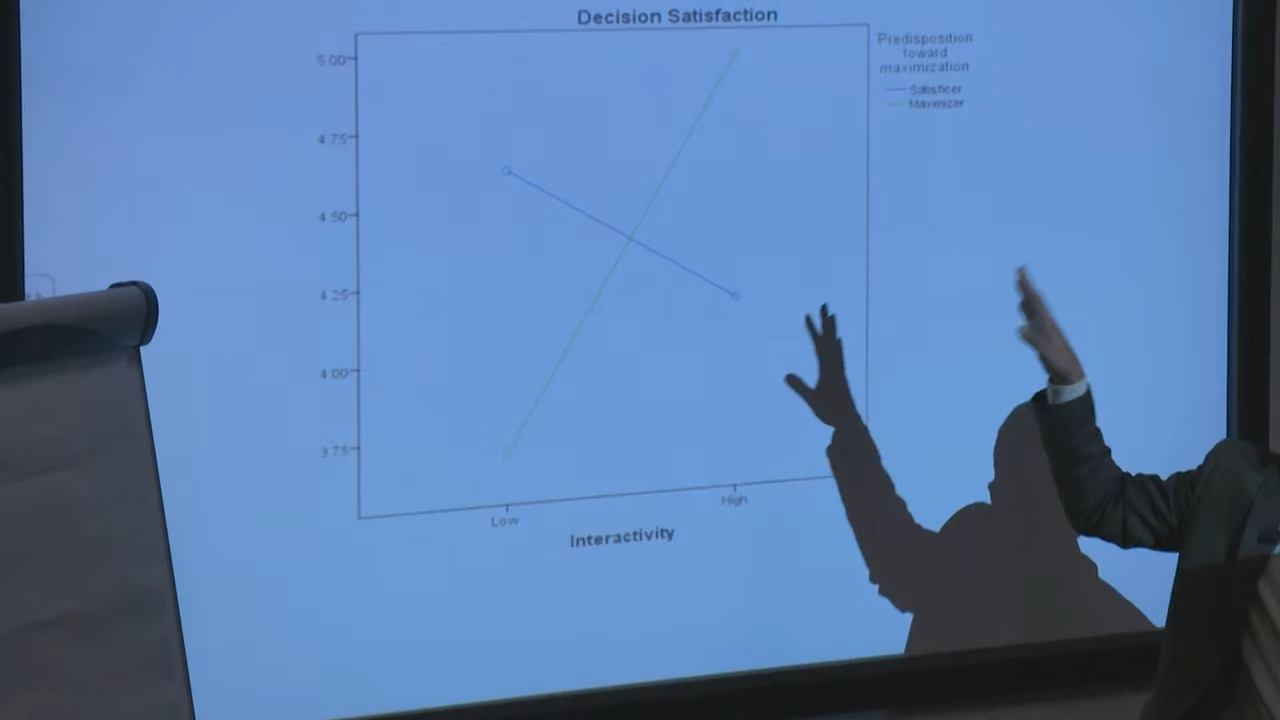 Decision Satisfaction
Predisposition
toward
maximization
Satisficer
Maximizer
5.00
4.75
4.50
4.25
4.00
3.75
Low
High
Interactivity